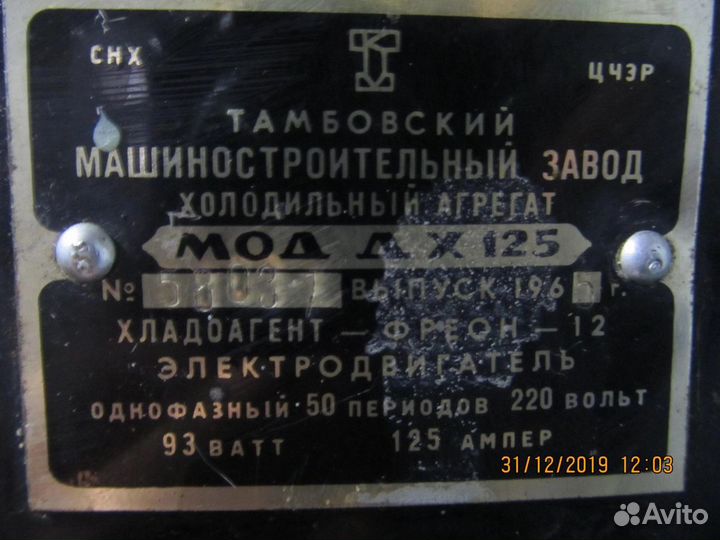 СНХ
ЦЧЭР
ТАМБОВСКИЙ
МАШИНОСТРОИТЕЛЬНЫЙ ЗАВОД
ХОЛОДИЛЬНЫЙ АГРЕГАТ
МОД ДХ 125
№ ВЫПУСК 1965 г.
ХЛАДОАГЕНТ — ФРЕОН — 12
ЭЛЕКТРОДВИГАТЕЛЬ
ОДНОФАЗНЫЙ 50 ПЕРИОДОВ 220 ВОЛЬТ
93 ВАТТ 125 АМПЕР
31/12/2019 12:03
Avito